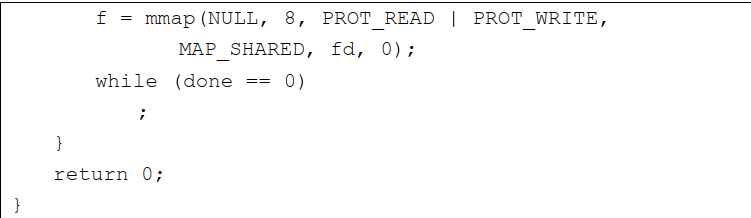 f = mmap(NULL, 8, PROT_READ | PROT_WRITE,
MAP_SHARED, fd, 0);
while (done == 0)
;
}
return 0;
}